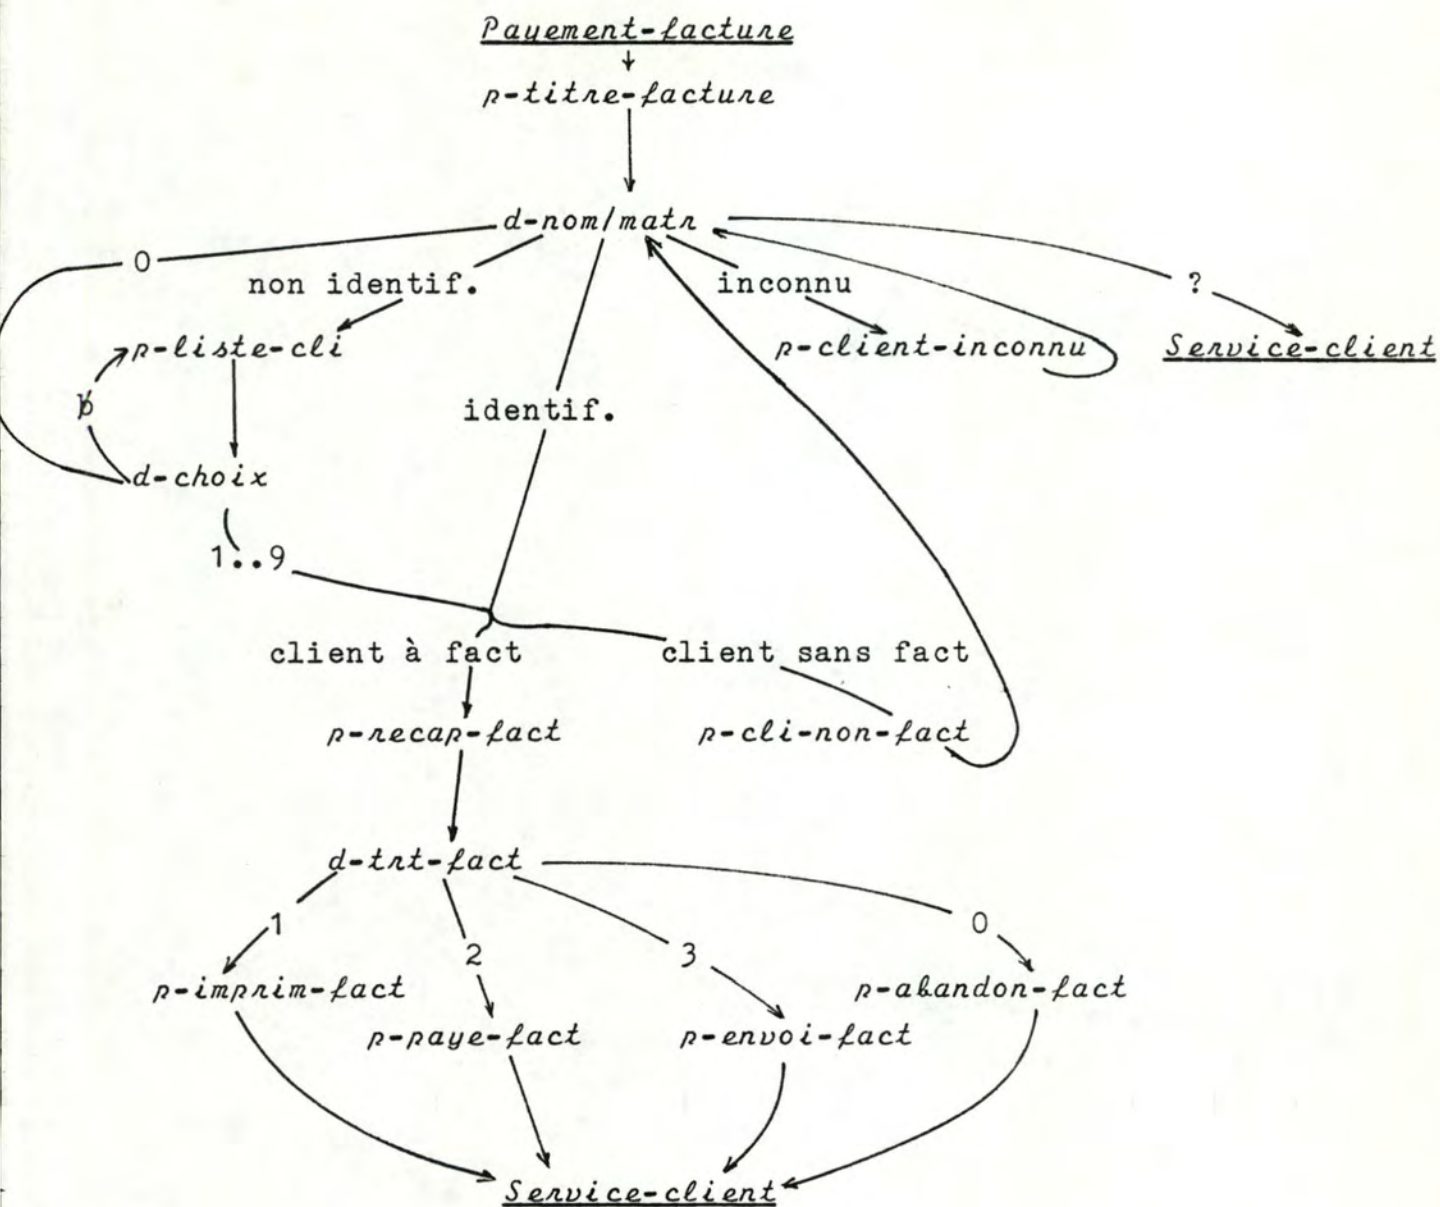 Payement-facture
p-titre-facture
d-nom/matr
0
non identif.
inconnu
?
p-liste-cli
p-client-inconnu
Service-client
b
identif.
d-choix
1..9
client à fact
client sans fact
p-recap-fact
p-cli-non-fact
d-trt-fact
1
2
3
0
p-imprim-fact
p-abandon-fact
p-paye-fact
p-envoi-fact
Service-client